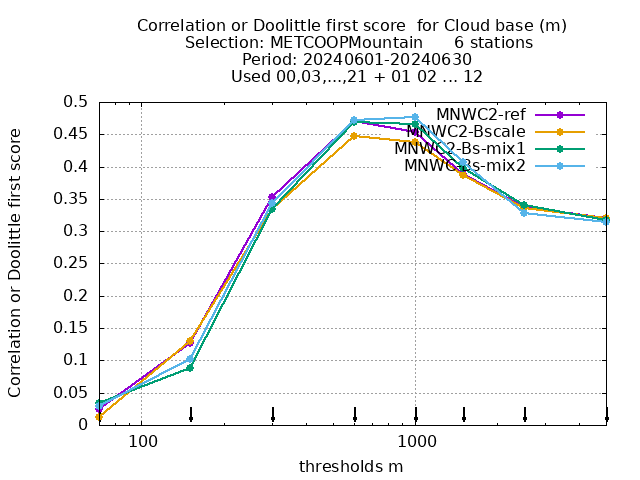 Correlation or Doolittle first score  for Cloud base (m)
Selection: METCOOPMountain      6 stations
Period: 20240601-20240630
Used 00,03,...,21 + 01 02 ... 12
Correlation or Doolittle first score
0.5
0.45
0.4
0.35
0.3
0.25
0.2
0.15
0.1
0.05
0
MNWC2-ref
MNWC2-Bscale
MNWC2-Bs-mix1
MNWC2-Bs-mix2
100
1000
thresholds m